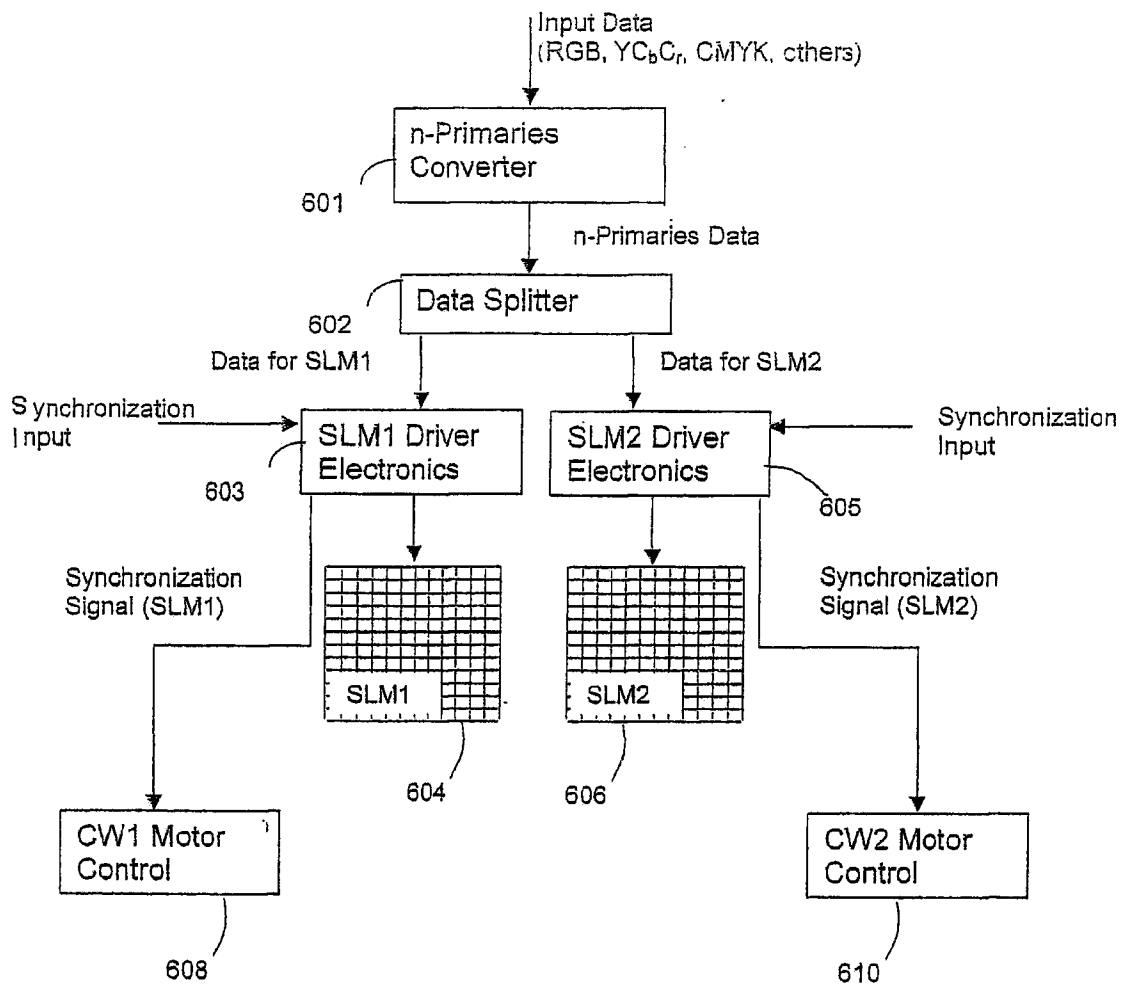 Input Data
(RGB, YCbCr, CMYK, cthers)
n-Primaries
Converter
601
n-Primaries Data
Data Splitter
602
Data for SLM1
Data for SLM2
Synchronization
Input
SLM1 Driver
Electronics
SLM2 Driver
Electronics
Synchronization
Input
603
605
Synchronization
Signal (SLM1)
Synchronization
Signal (SLM2)
SLM1
SLM2
604
606
CW1 Motor
Control
CW2 Motor
Control
608
610